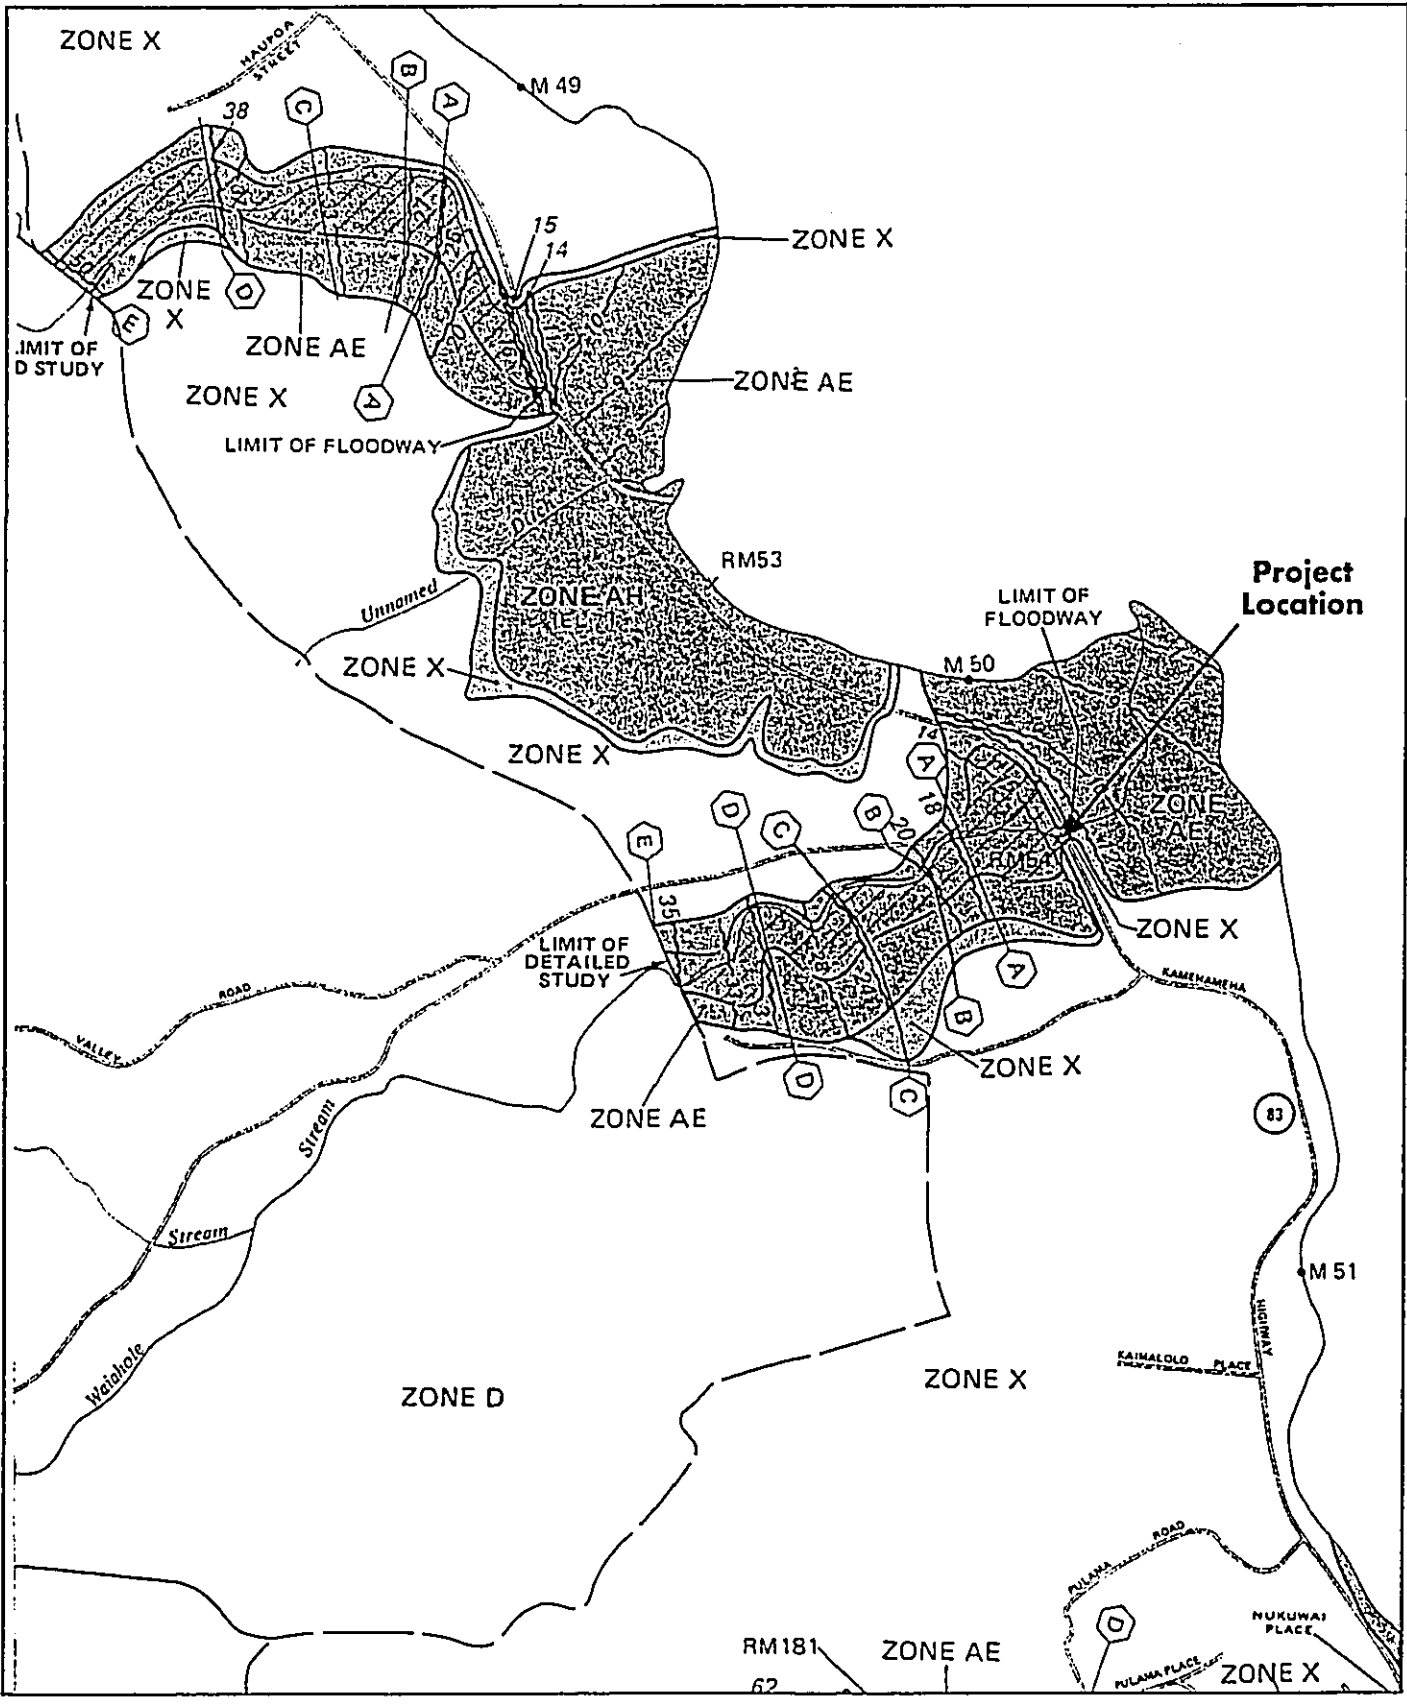 ZONE X
HAUPOA
STREET
B
A
M 49
C
38
15
14
ZONE X
ZONE
X
D
E
LIMIT OF
D STUDY
ZONE AE
ZONE X
A
ZONE AE
LIMIT OF FLOODWAY
Ditch
RM53
Project
Location
LIMIT OF
FLOODWAY
Unnamed
ZONE AH
ZONE X
M 50
ZONE X
14
A
18
B
20
D
C
E
ZONE
AE
RM54
35
ZONE X
LIMIT OF
DETAILED
STUDY
A
KAMEHAMEHA
ROAD
VALLEY
B
ZONE X
D
C
ZONE AE
83
Stream
Stream
M 51
HIGHWAY
Waiahole
KAIMALOLO PLACE
ZONE D
ZONE X
PULAMA ROAD
D
NUKUWAI
PLACE
RM181
ZONE AE
62
PULAMA PLACE
ZONE X